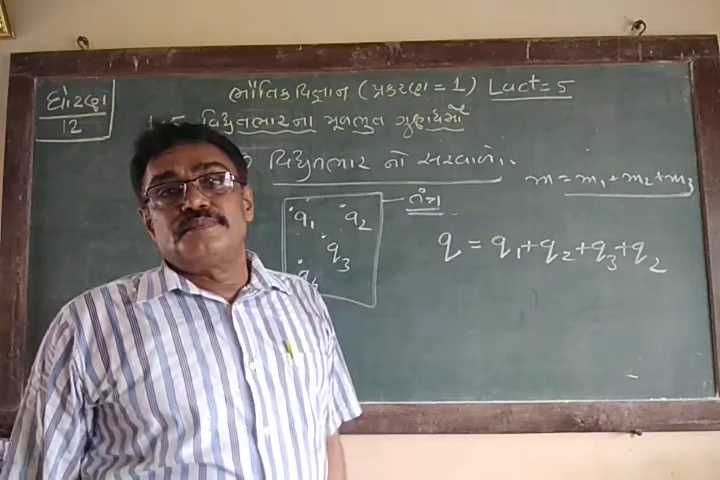 ધોરણ
12
ભૌતિકવિજ્ઞાન (પ્રકરણ = 1) Lact = 5
વિદ્યુતભારના મૂળભુત ગુણધર્મો
વિદ્યુતભાર નો સરવાળો..
m = m₁ + m₂ + m₃
તંત્ર
q₁ q₂
q₃
q = q₁ + q₂ + q₃ + q₂